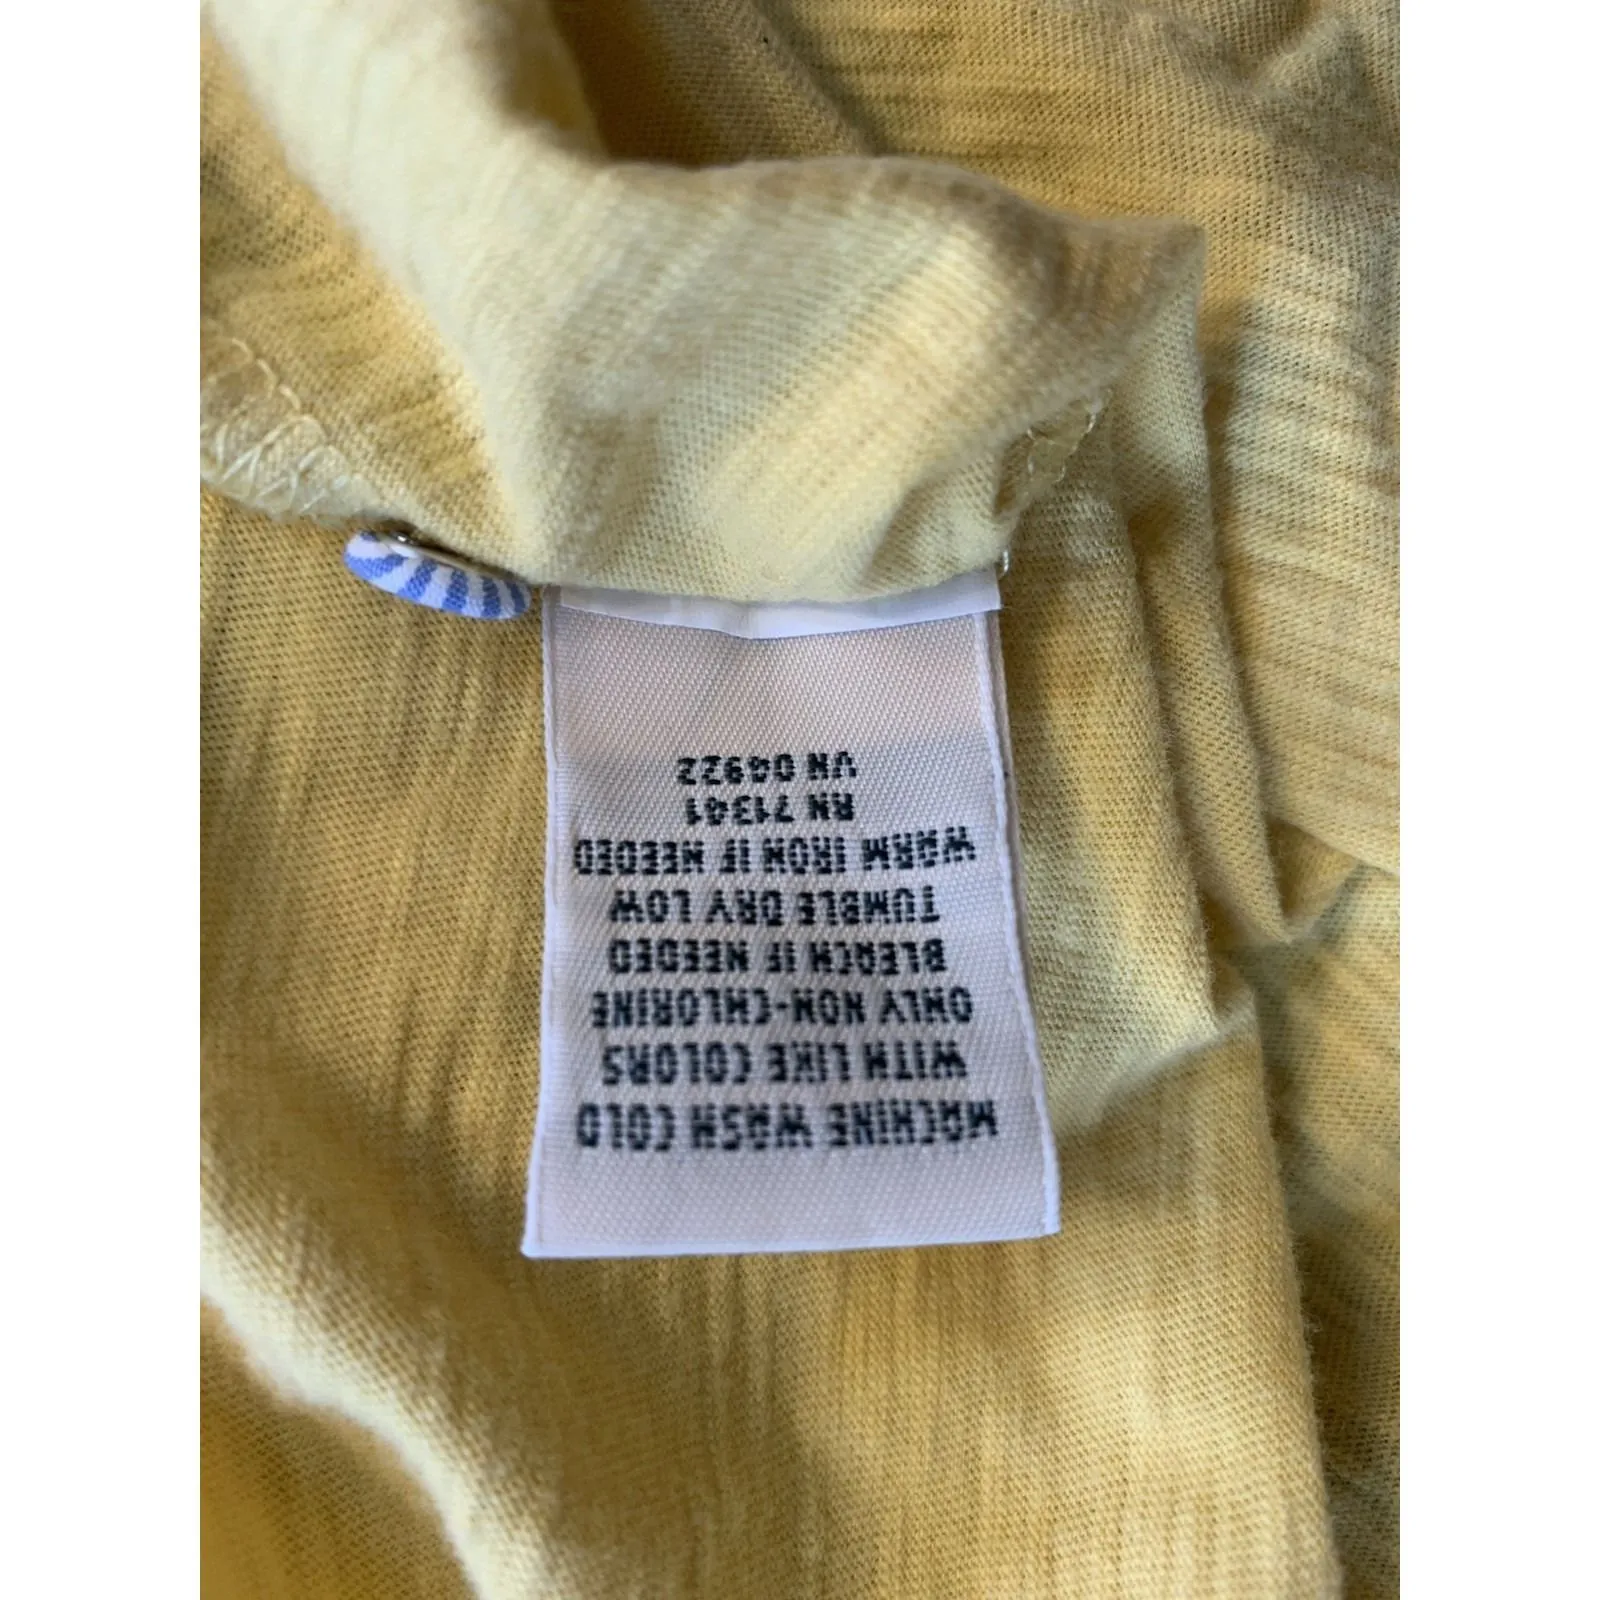 MACHINE WASH COLD
WITH LIKE COLORS
ONLY NON-CHLORINE
BLEACH IF NEEDED
TUMBLE DRY LOW
WARM IRON IF NEEDED
RN 71341
VN 04922